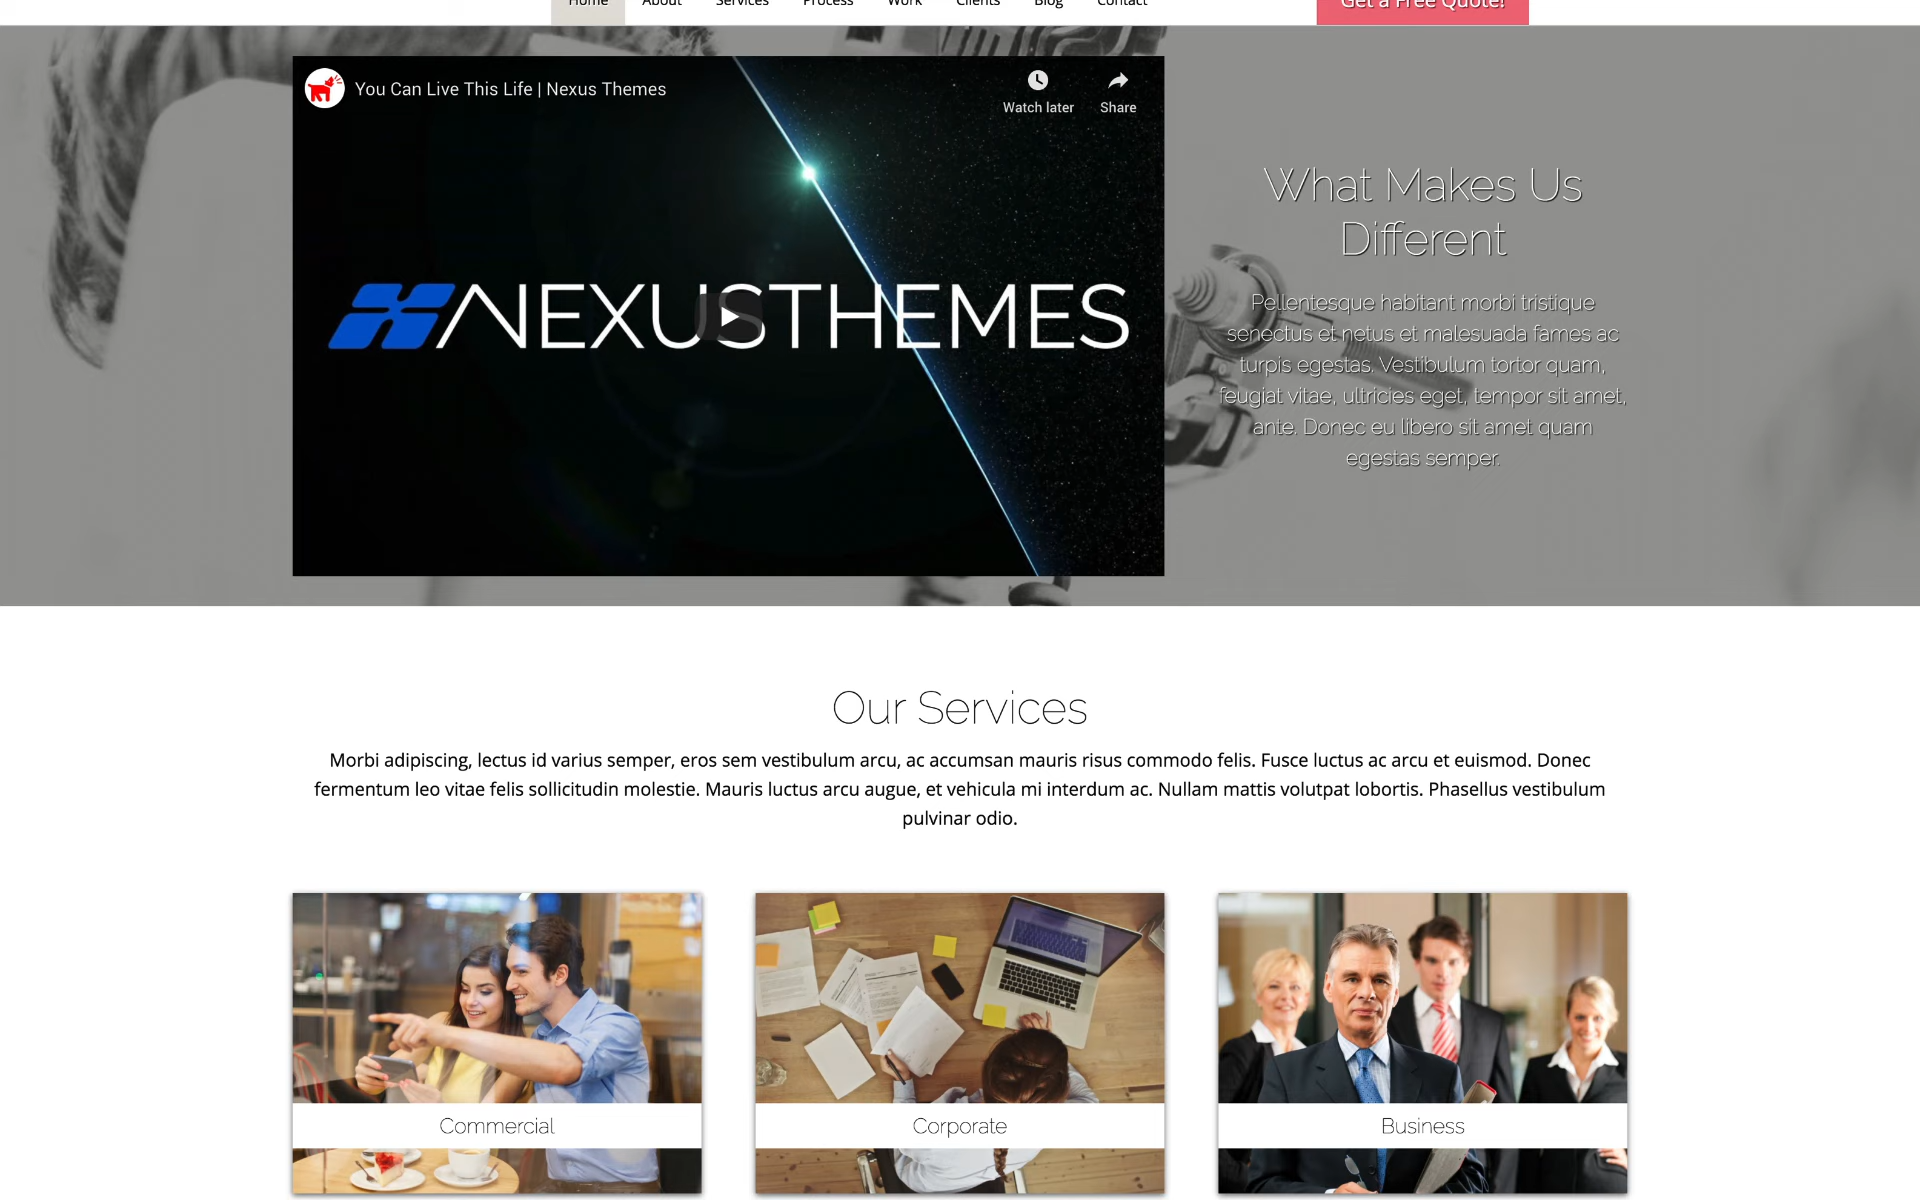 Home About Services Process Work Clients Blog Contact Get a Free Quote!
You Can Live This Life | Nexus Themes
Watch later
Share
NEXUSTHEMES
What Makes Us
Different
Pellentesque habitant morbi tristique
senectus et netus et malesuada fames ac
turpis egestas. Vestibulum tortor quam,
feugiat vitae, ultricies eget, tempor sit amet,
ante. Donec eu libero sit amet quam
egestas semper.
Our Services
Morbi adipiscing, lectus id varius semper, eros sem vestibulum arcu, ac accumsan mauris risus commodo felis. Fusce luctus ac arcu et euismod. Donec
fermentum leo vitae felis sollicitudin molestie. Mauris luctus arcu augue, et vehicula mi interdum ac. Nullam mattis volutpat lobortis. Phasellus vestibulum
pulvinar odio.
Commercial
Corporate
Business